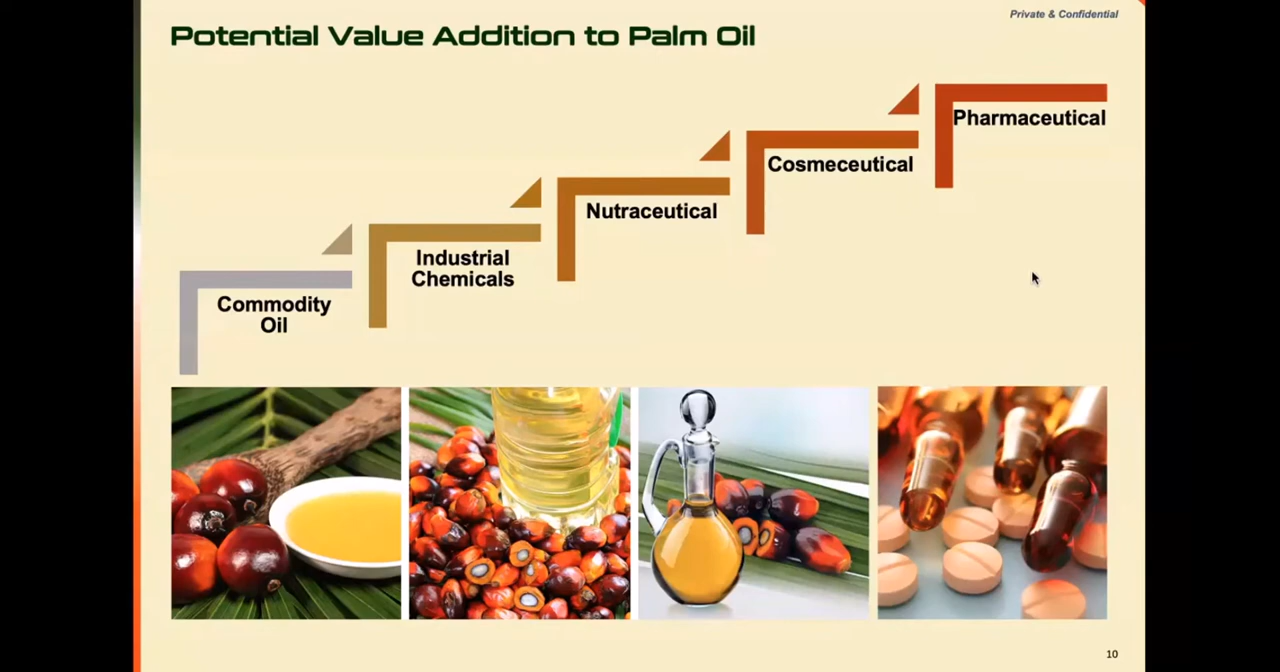 Private & Confidential
Potential Value Addition to Palm Oil
Pharmaceutical
Cosmeceutical
Nutraceutical
Industrial
Chemicals
Commodity
Oil
10